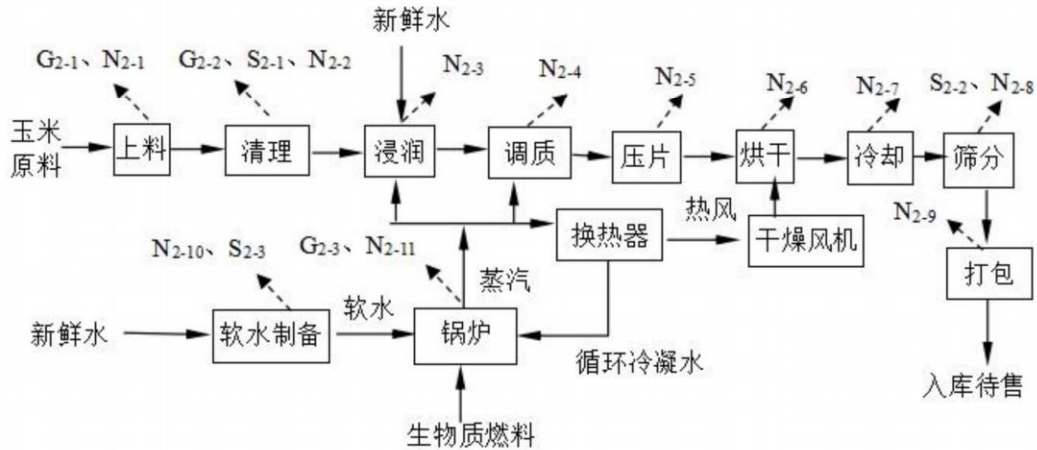 新鲜水
G2-1、N2-1
G2-2、S2-1、N2-2
N2-3
N2-4
N2-5
N2-6
N2-7
S2-2、N2-8
玉米
原料
上料
清理
浸润
调质
压片
烘干
冷却
筛分
热风
N2-9
N2-10、S2-3
G2-3、N2-11
蒸汽
换热器
干燥风机
打包
新鲜水
软水制备
软水
锅炉
循环冷凝水
入库待售
生物质燃料